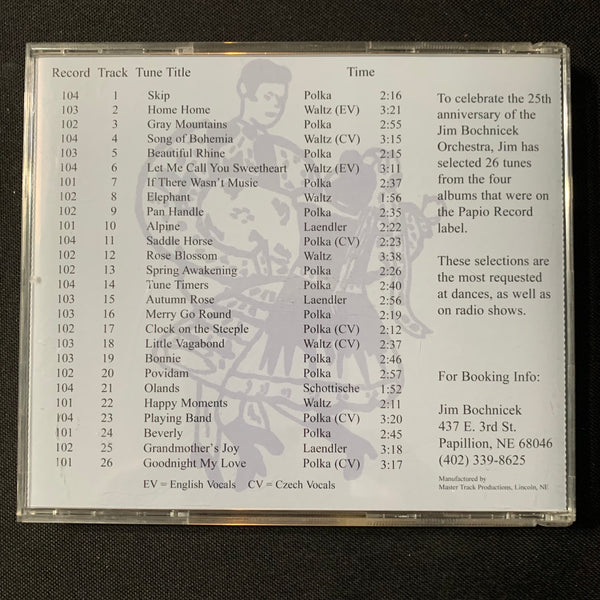 Record Track Tune Title Time
104 1 Skip Polka 2:16
103 2 Home Home Waltz (EV) 3:21
102 3 Gray Mountains Polka 2:55
104 4 Song of Bohemia Waltz (CV) 3:15
103 5 Beautiful Rhine Polka 2:15
104 6 Let Me Call You Sweetheart Waltz (EV) 3:11
101 7 If There Wasn't Music Polka 2:37
102 8 Elephant Waltz 1:56
102 9 Pan Handle Polka 2:35
101 10 Alpine Laendler 2:22
104 11 Saddle Horse Polka (CV) 2:23
102 12 Rose Blossom Waltz 3:38
102 13 Spring Awakening Polka 2:26
104 14 Tune Timers Polka 2:40
103 15 Autumn Rose Laendler 2:56
103 16 Merry Go Round Polka 2:19
102 17 Clock on the Steeple Polka (CV) 2:12
103 18 Little Vagabond Waltz (CV) 2:37
103 19 Bonnie Polka 2:46
102 20 Povidam Polka 2:57
104 21 Olands Schottische 1:52
101 22 Happy Moments Waltz 2:11
104 23 Playing Band Polka (CV) 3:20
101 24 Beverly Polka 2:45
102 25 Grandmother's Joy Laendler 3:18
101 26 Goodnight My Love Polka (CV) 3:17
EV = English Vocals CV = Czech Vocals
To celebrate the 25th
anniversary of the
Jim Bochnicek
Orchestra, Jim has
selected 26 tunes
from the four
albums that were on
the Papio Record
label.
These selections are
the most requested
at dances, as well as
on radio shows.
For Booking Info:
Jim Bochnicek
437 E. 3rd St.
Papillion, NE 68046
(402) 339-8625
Manufactured by
Master Track Productions, Lincoln, NE